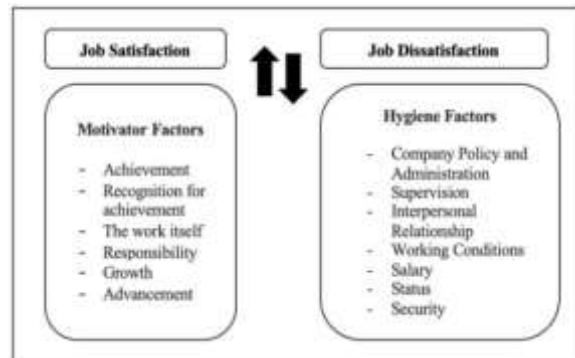 Job Satisfaction
Motivator Factors
- Achievement
- Recognition for
achievement
- The work itself
- Responsibility
- Growth
- Advancement
Job Dissatisfaction
Hygiene Factors
- Company Policy and
Administration
- Supervision
- Interpersonal
Relationship
- Working Conditions
- Salary
- Status
- Security